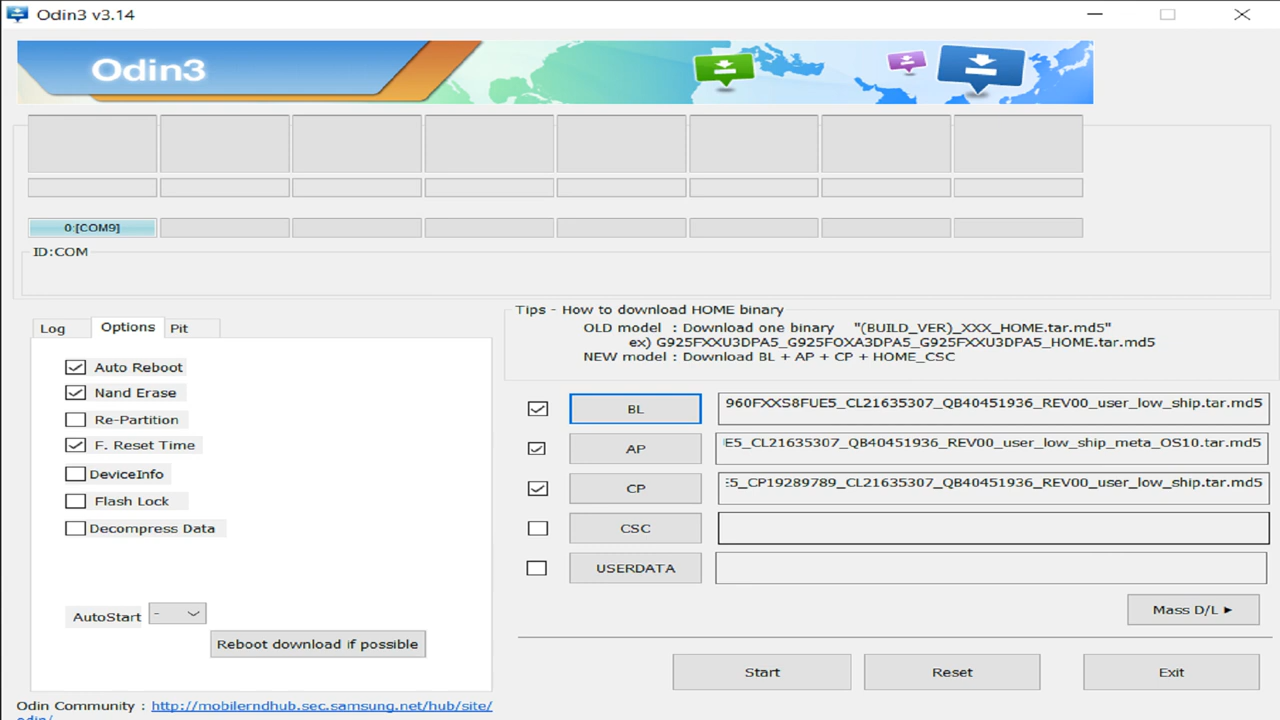 Odin3 v3.14
Odin3
0:[COM9]
ID:COM
Log Options Pit
Auto Reboot
Nand Erase
Re-Partition
F. Reset Time
DeviceInfo
Flash Lock
Decompress Data
AutoStart -
Reboot download if possible
Tips - How to download HOME binary
OLD model : Download one binary "(BUILD_VER)_XXX_HOME.tar.md5"
ex) G925FXXU3DPA5_G925FOXA3DPA5_G925FXXU3DPA5_HOME.tar.md5
NEW model : Download BL + AP + CP + HOME_CSC
BL 960FXXS8FUE5_CL21635307_QB40451936_REV00_user_low_ship.tar.md5
AP E5_CL21635307_QB40451936_REV00_user_low_ship_meta_OS10.tar.md5
CP E5_CP19289789_CL21635307_QB40451936_REV00_user_low_ship.tar.md5
CSC
USERDATA
Mass D/L ►
Start Reset Exit
Odin Community : http://mobilerndhub.sec.samsung.net/hub/site/
odin/